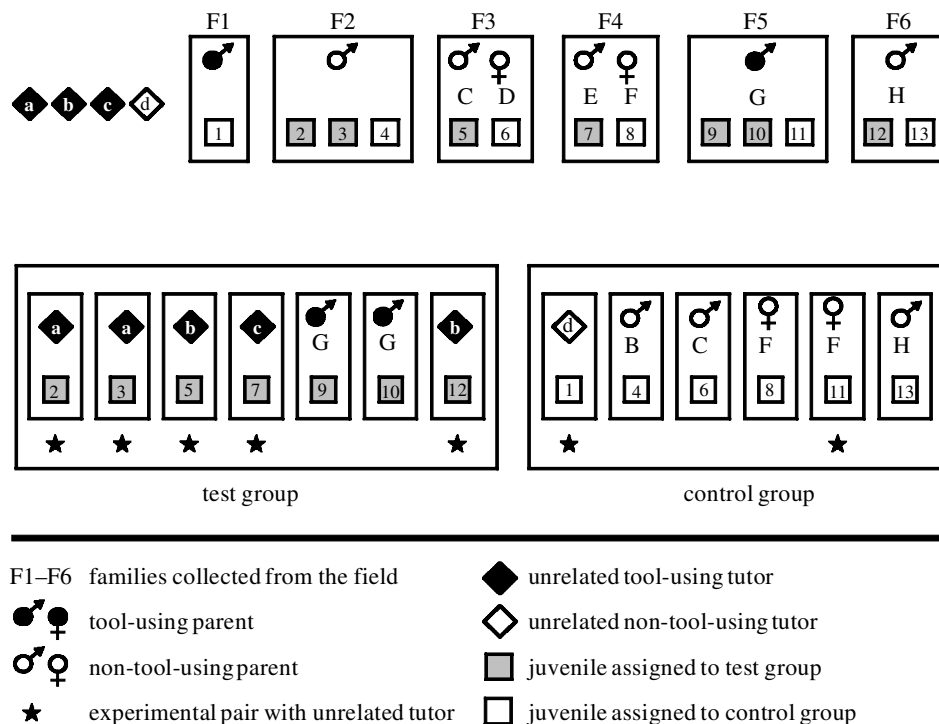 F1 F2 F3 F4 F5 F6
a b c d
C D E F G H
1 2 3 4 5 6 7 8 9 10 11 12 13
a a b c b d
G G B C F F H
2 3 5 7 9 10 12 1 4 6 8 11 13
test group control group
F1–F6 families collected from the field
unrelated tool-using tutor
tool-using parent
unrelated non-tool-using tutor
non-tool-using parent
juvenile assigned to test group
experimental pair with unrelated tutor
juvenile assigned to control group